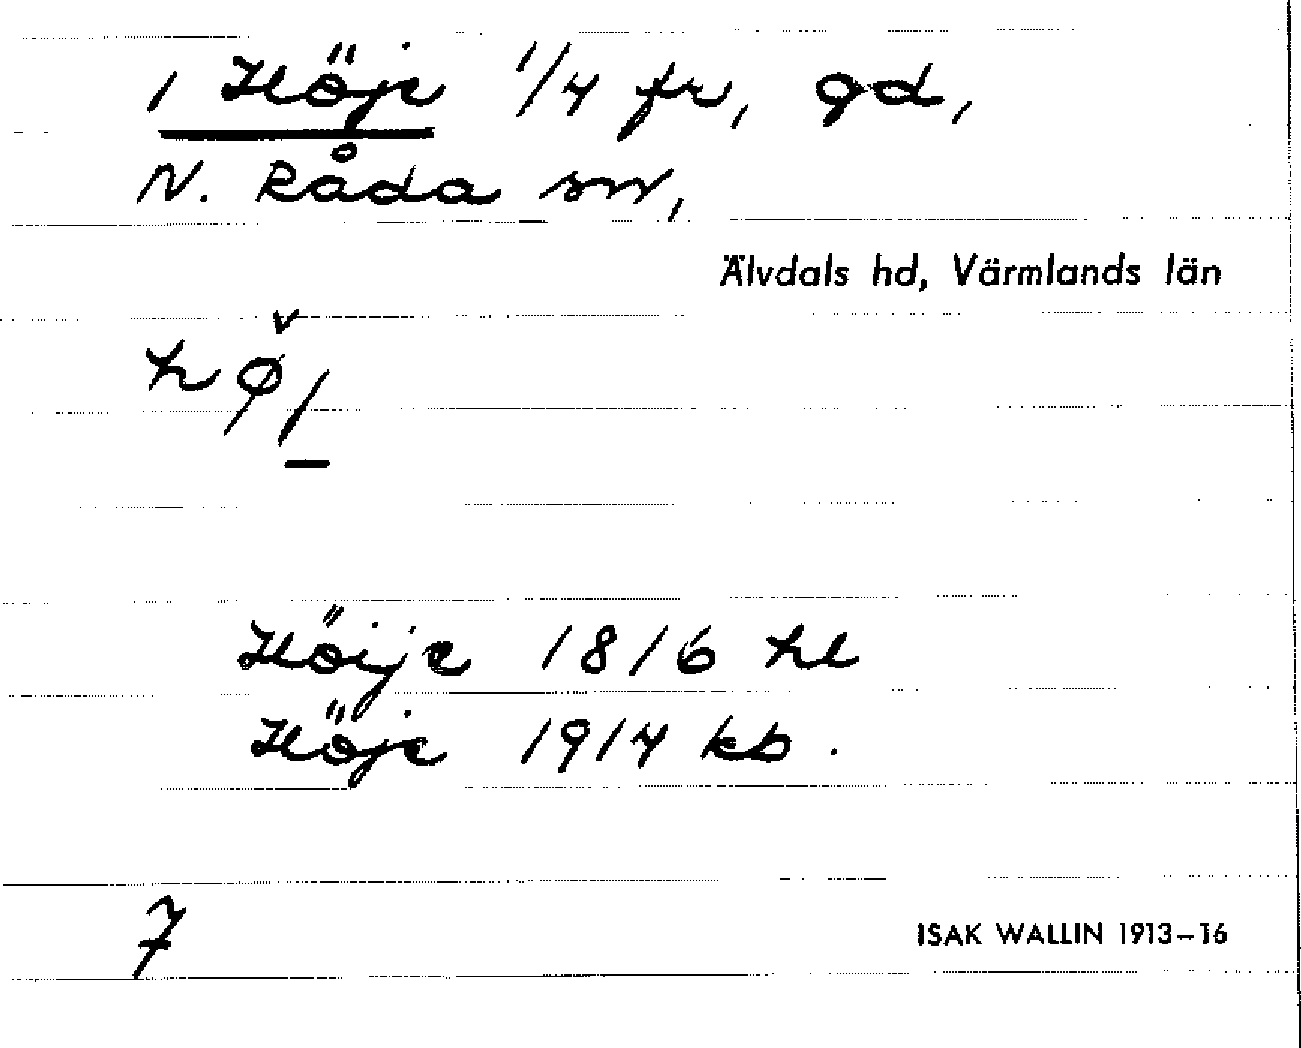 1 Höje 1/4 fr, gd,
N. Råda sn,
Älvdals hd, Värmlands län
Höije 1816 hl
Höje 1914 kb.
7
ISAK WALLIN 1913–16